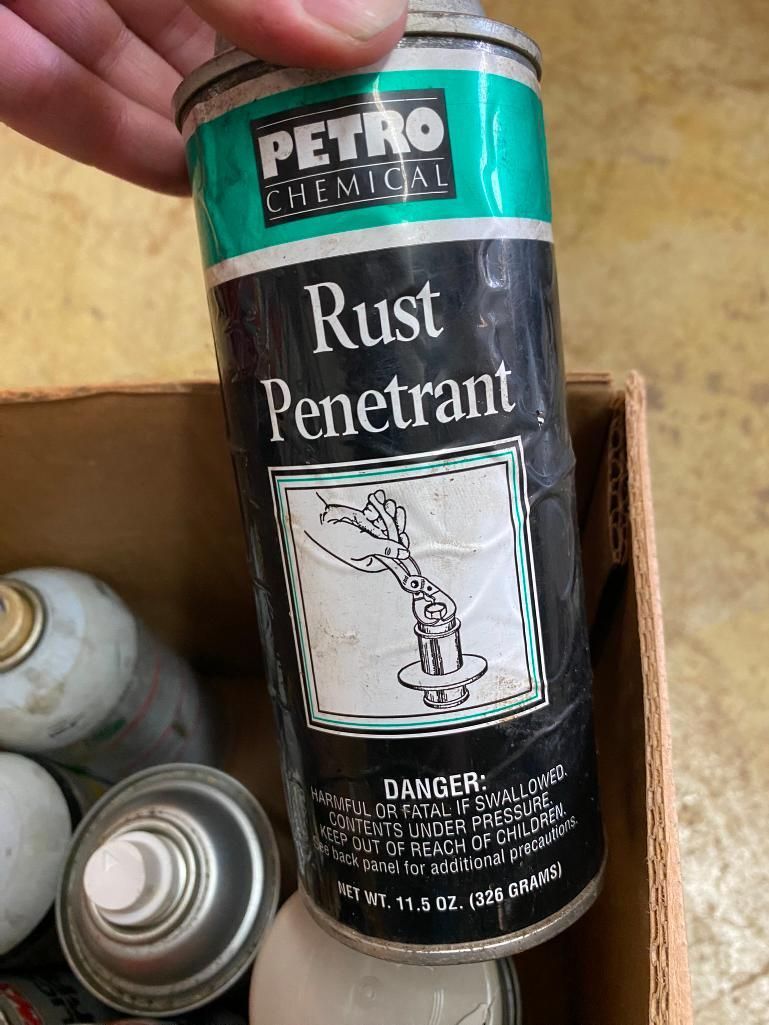 PETRO
CHEMICAL
Rust
Penetrant
DANGER:
HARMFUL OR FATAL IF SWALLOWED.
CONTENTS UNDER PRESSURE.
KEEP OUT OF REACH OF CHILDREN.
See back panel for additional precautions.
NET WT. 11.5 OZ. (326 GRAMS)